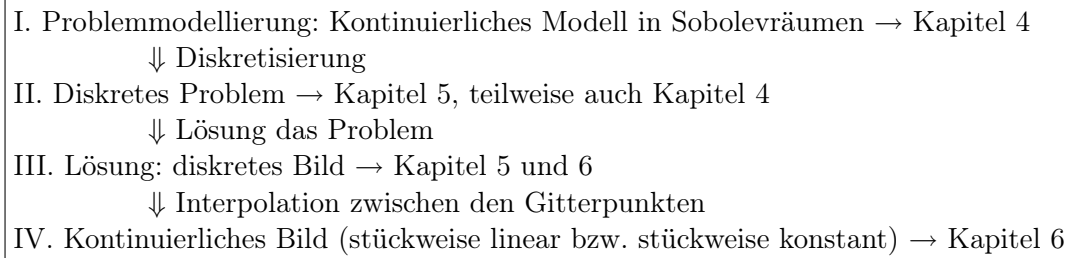 I. Problemmodellierung: Kontinuierliches Modell in Sobolevräumen → Kapitel 4
⇓ Diskretisierung
II. Diskretes Problem → Kapitel 5, teilweise auch Kapitel 4
⇓ Lösung das Problem
III. Lösung: diskretes Bild → Kapitel 5 und 6
⇓ Interpolation zwischen den Gitterpunkten
IV. Kontinuierliches Bild (stückweise linear bzw. stückweise konstant) → Kapitel 6